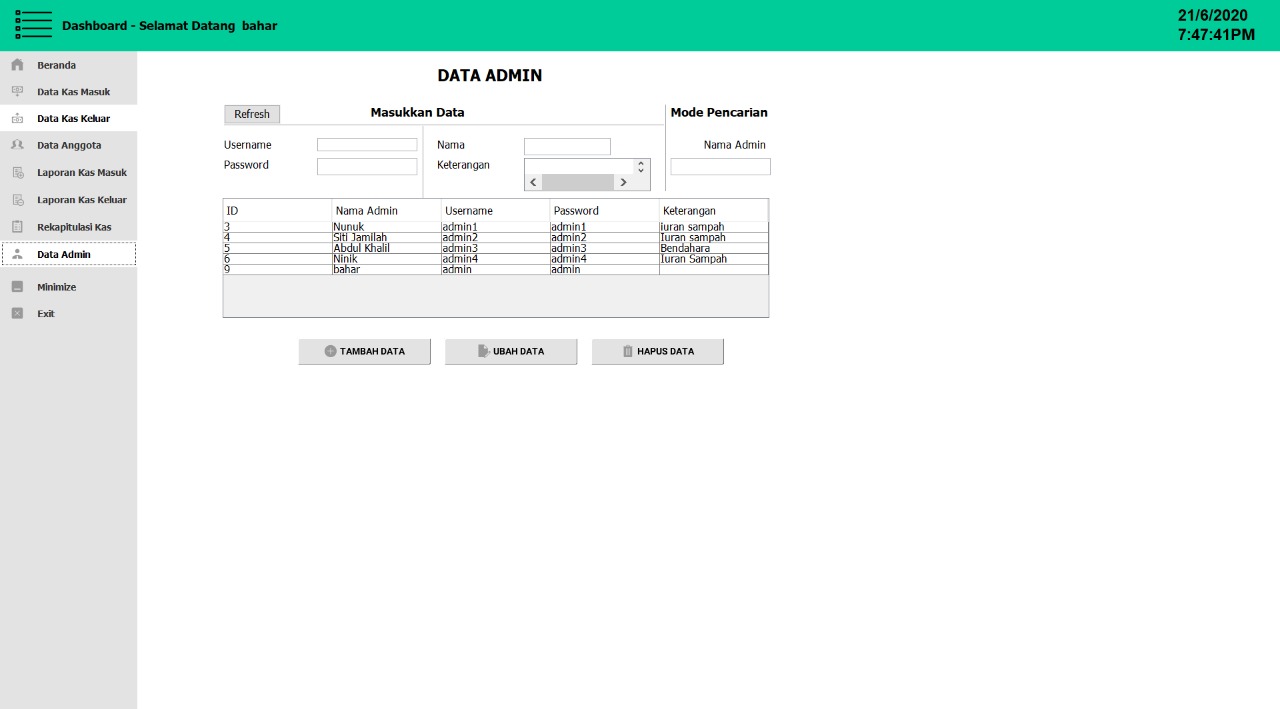 Dashboard - Selamat Datang  bahar
21/6/2020
7:47:41PM
Beranda
Data Kas Masuk
Data Kas Keluar
Data Anggota
Laporan Kas Masuk
Laporan Kas Keluar
Rekapitulasi Kas
Data Admin
Minimize
Exit
DATA ADMIN
Refresh Masukkan Data Mode Pencarian
Username Nama Nama Admin
Password Keterangan
ID Nama Admin Username Password Keterangan
3 Nunuk admin1 admin1 iuran sampah
4 Siti Jamilah admin2 admin2 Iuran sampah
5 Abdul Khalil admin3 admin3 Bendahara
6 Ninik admin4 admin4 Iuran Sampah
9 bahar admin admin
TAMBAH DATA UBAH DATA HAPUS DATA